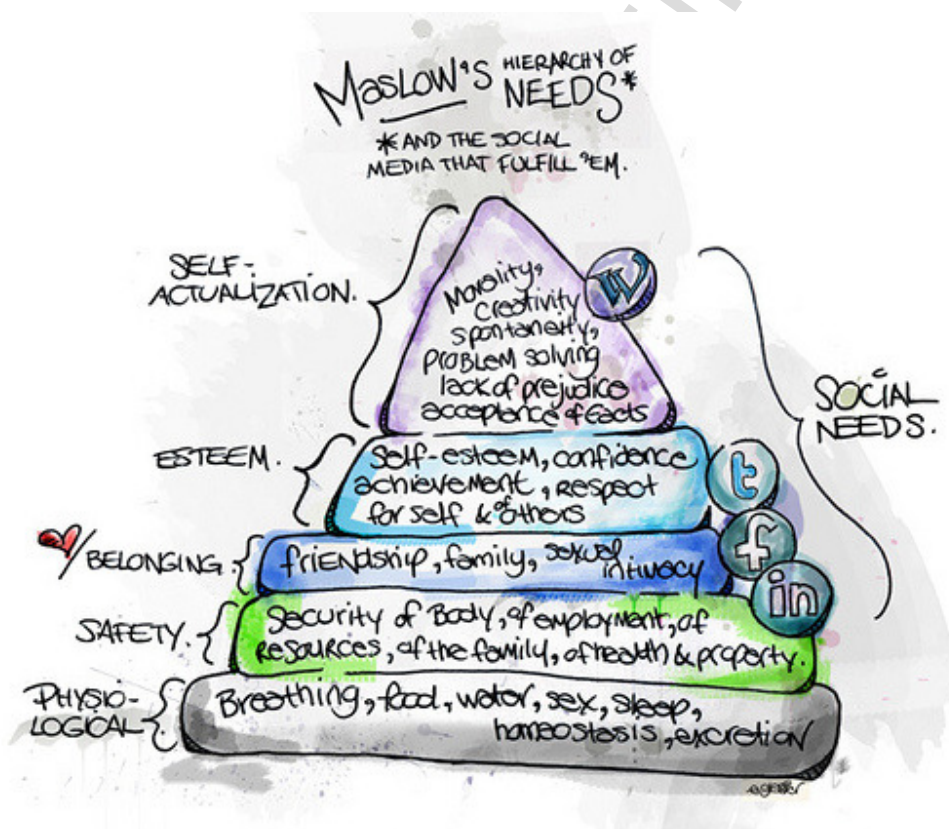 MASLOW'S HIERARCHY OF
NEEDS*
*AND THE SOCIAL
MEDIA THAT FULFILL 'EM.
SELF-
ACTUALIZATION.
Morality,
Creativity
spontaneity,
PROBLEM solving
lack of prejudice
acceptance of facts
W
SOCIAL
NEEDS.
ESTEEM.
Self-esteem, confidence
achievement, respect
for self & of others
t
/BELONGING.
friendship, family, sexual
intimacy
f
SAFETY.
Security of Body, of employment, of
resources, of the family, of health & property.
in
PHYSIO-
LOGICAL
Breathing, food, water, sex, sleep,
homeostasis, excretion